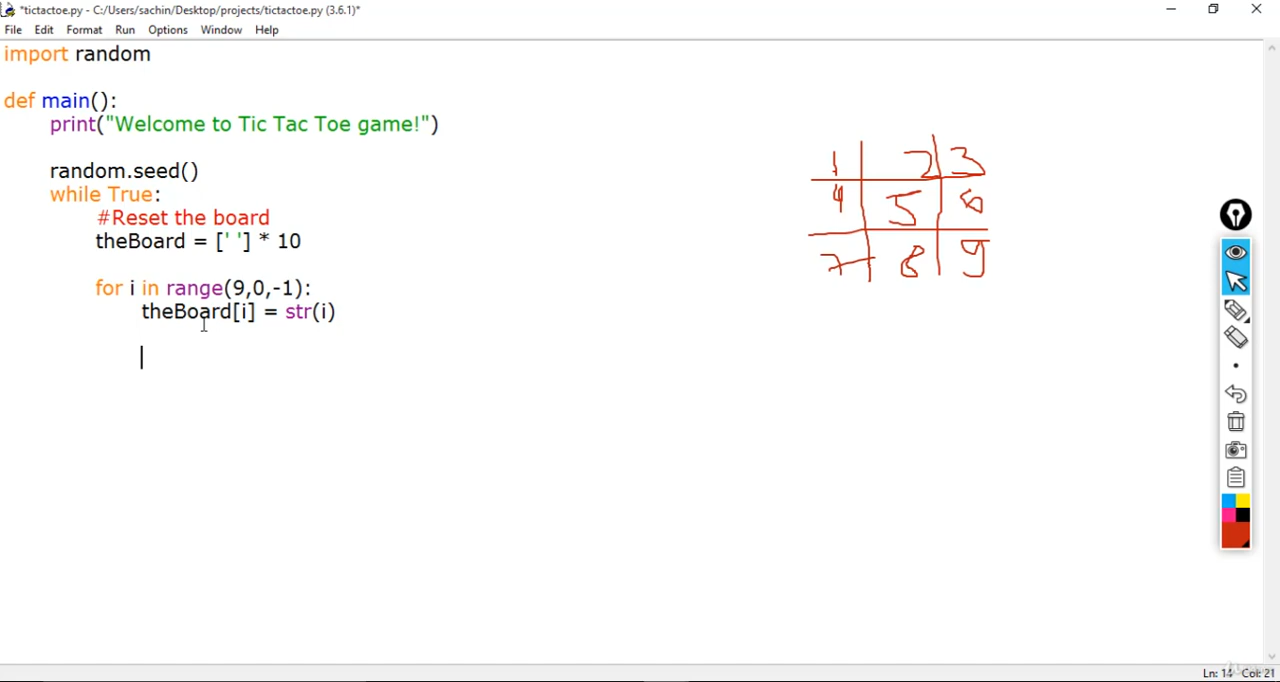 *tictactoe.py - C:/Users/sachin/Desktop/projects/tictactoe.py (3.6.1)*
File Edit Format Run Options Window Help
import random
def main():
print("Welcome to Tic Tac Toe game!")
random.seed()
while True:
#Reset the board
theBoard = [' '] * 10
for i in range(9,0,-1):
theBoard[i] = str(i)
1 2 3
4 5 6
7 8 9
Ln: 14 Col: 21